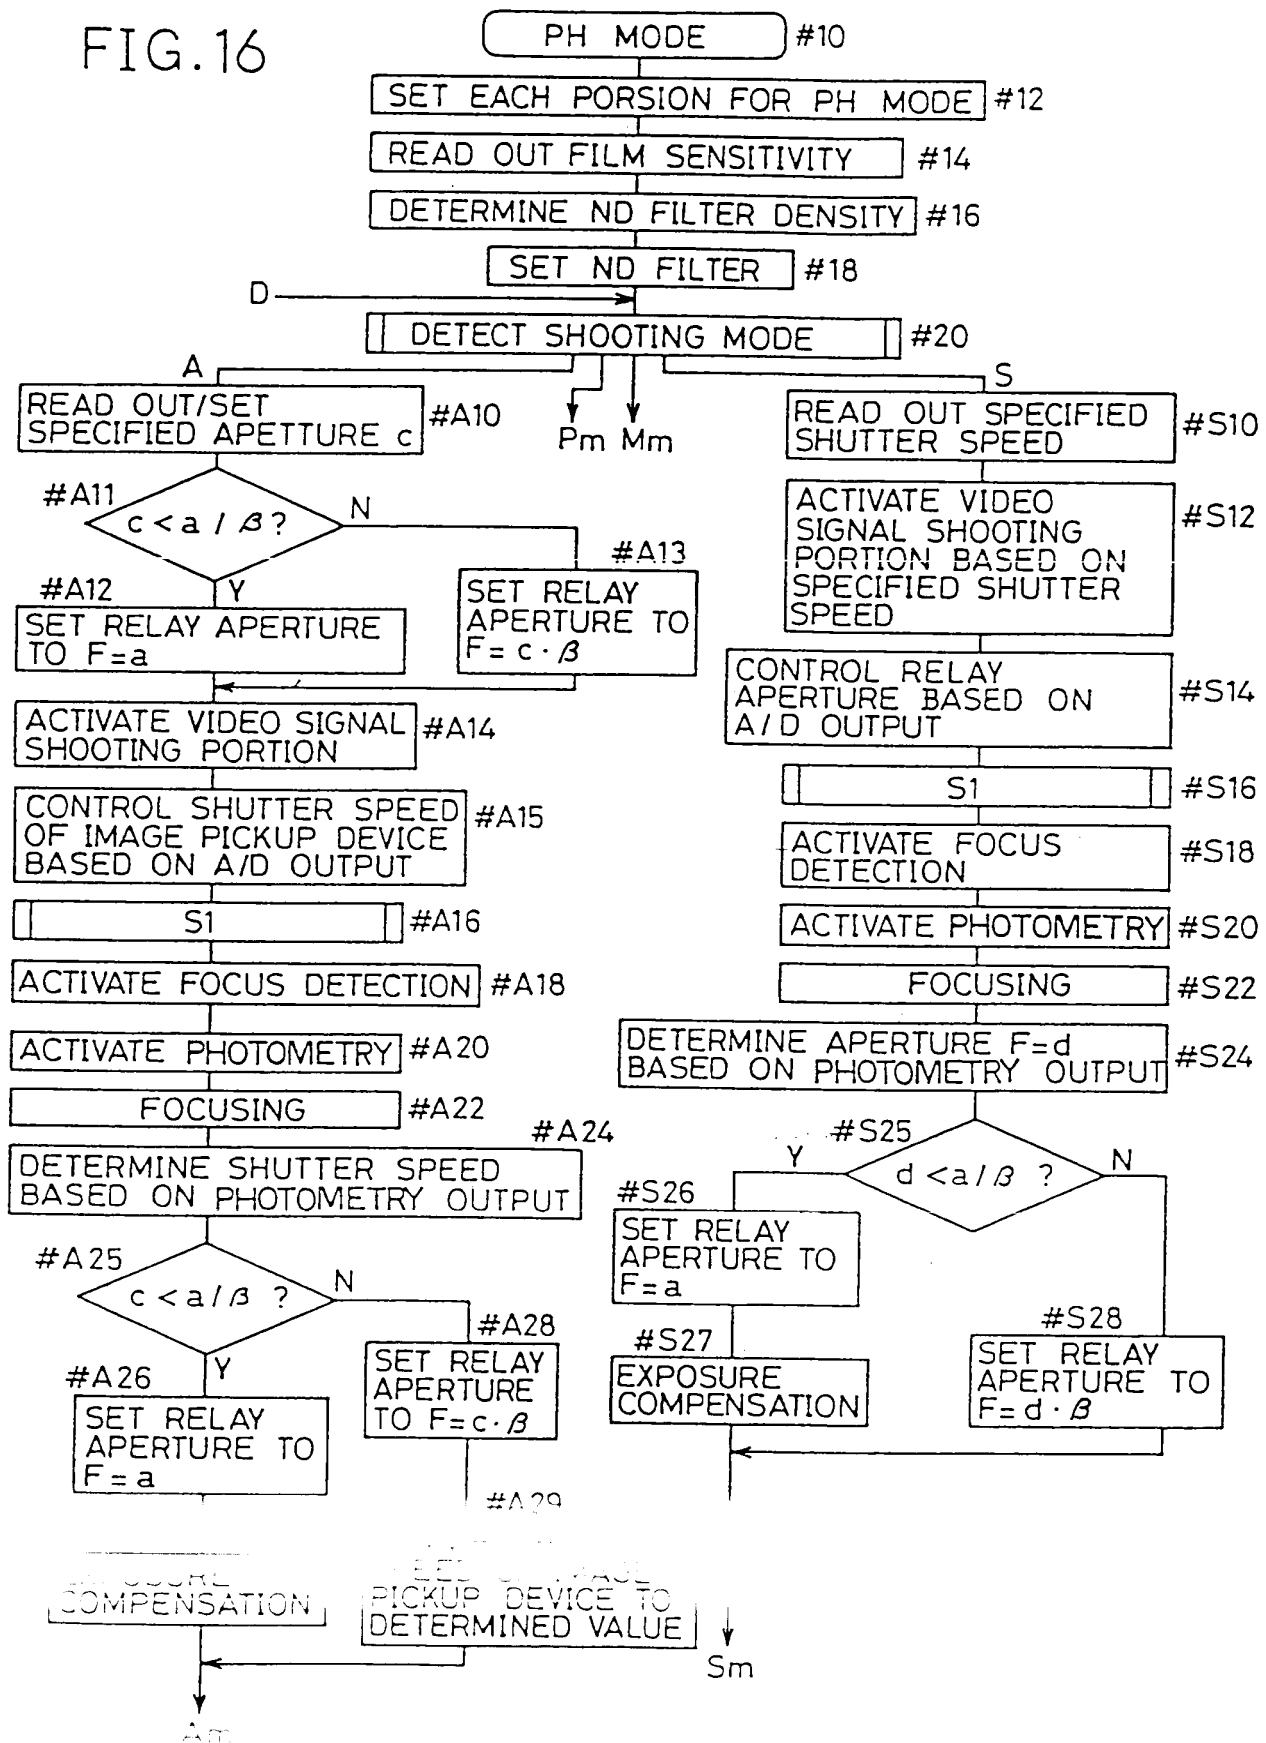 FIG.16
PH MODE
#10
SET EACH PORSION FOR PH MODE
#12
READ OUT FILM SENSITIVITY
#14
DETERMINE ND FILTER DENSITY
#16
SET ND FILTER
#18
D
DETECT SHOOTING MODE
#20
A
Pm
Mm
S
READ OUT/SET
SPECIFIED APETTURE c
#A10
#A11
c<a/β?
N
Y
#A12
SET RELAY APERTURE
TO F=a
#A13
SET RELAY
APERTURE TO
F=c·β
ACTIVATE VIDEO SIGNAL
SHOOTING PORTION
#A14
CONTROL SHUTTER SPEED
OF IMAGE PICKUP DEVICE
BASED ON A/D OUTPUT
#A15
S1
#A16
ACTIVATE FOCUS DETECTION
#A18
ACTIVATE PHOTOMETRY
#A20
FOCUSING
#A22
#A24
DETERMINE SHUTTER SPEED
BASED ON PHOTOMETRY OUTPUT
#A25
c<a/β ?
N
Y
#A26
SET RELAY
APERTURE TO
F=a
#A28
SET RELAY
APERTURE
TO F=c·β
#A29
COMPENSATION
PICKUP DEVICE TO
DETERMINED VALUE
Am
READ OUT SPECIFIED
SHUTTER SPEED
#S10
ACTIVATE VIDEO
SIGNAL SHOOTING
PORTION BASED ON
SPECIFIED SHUTTER
SPEED
#S12
CONTROL RELAY
APERTURE BASED ON
A/D OUTPUT
#S14
S1
#S16
ACTIVATE FOCUS
DETECTION
#S18
ACTIVATE PHOTOMETRY
#S20
FOCUSING
#S22
DETERMINE APERTURE F=d
BASED ON PHOTOMETRY OUTPUT
#S24
#S25
d<a/β ?
Y
N
#S26
SET RELAY
APERTURE TO
F=a
#S27
EXPOSURE
COMPENSATION
#S28
SET RELAY
APERTURE TO
F=d·β
Sm